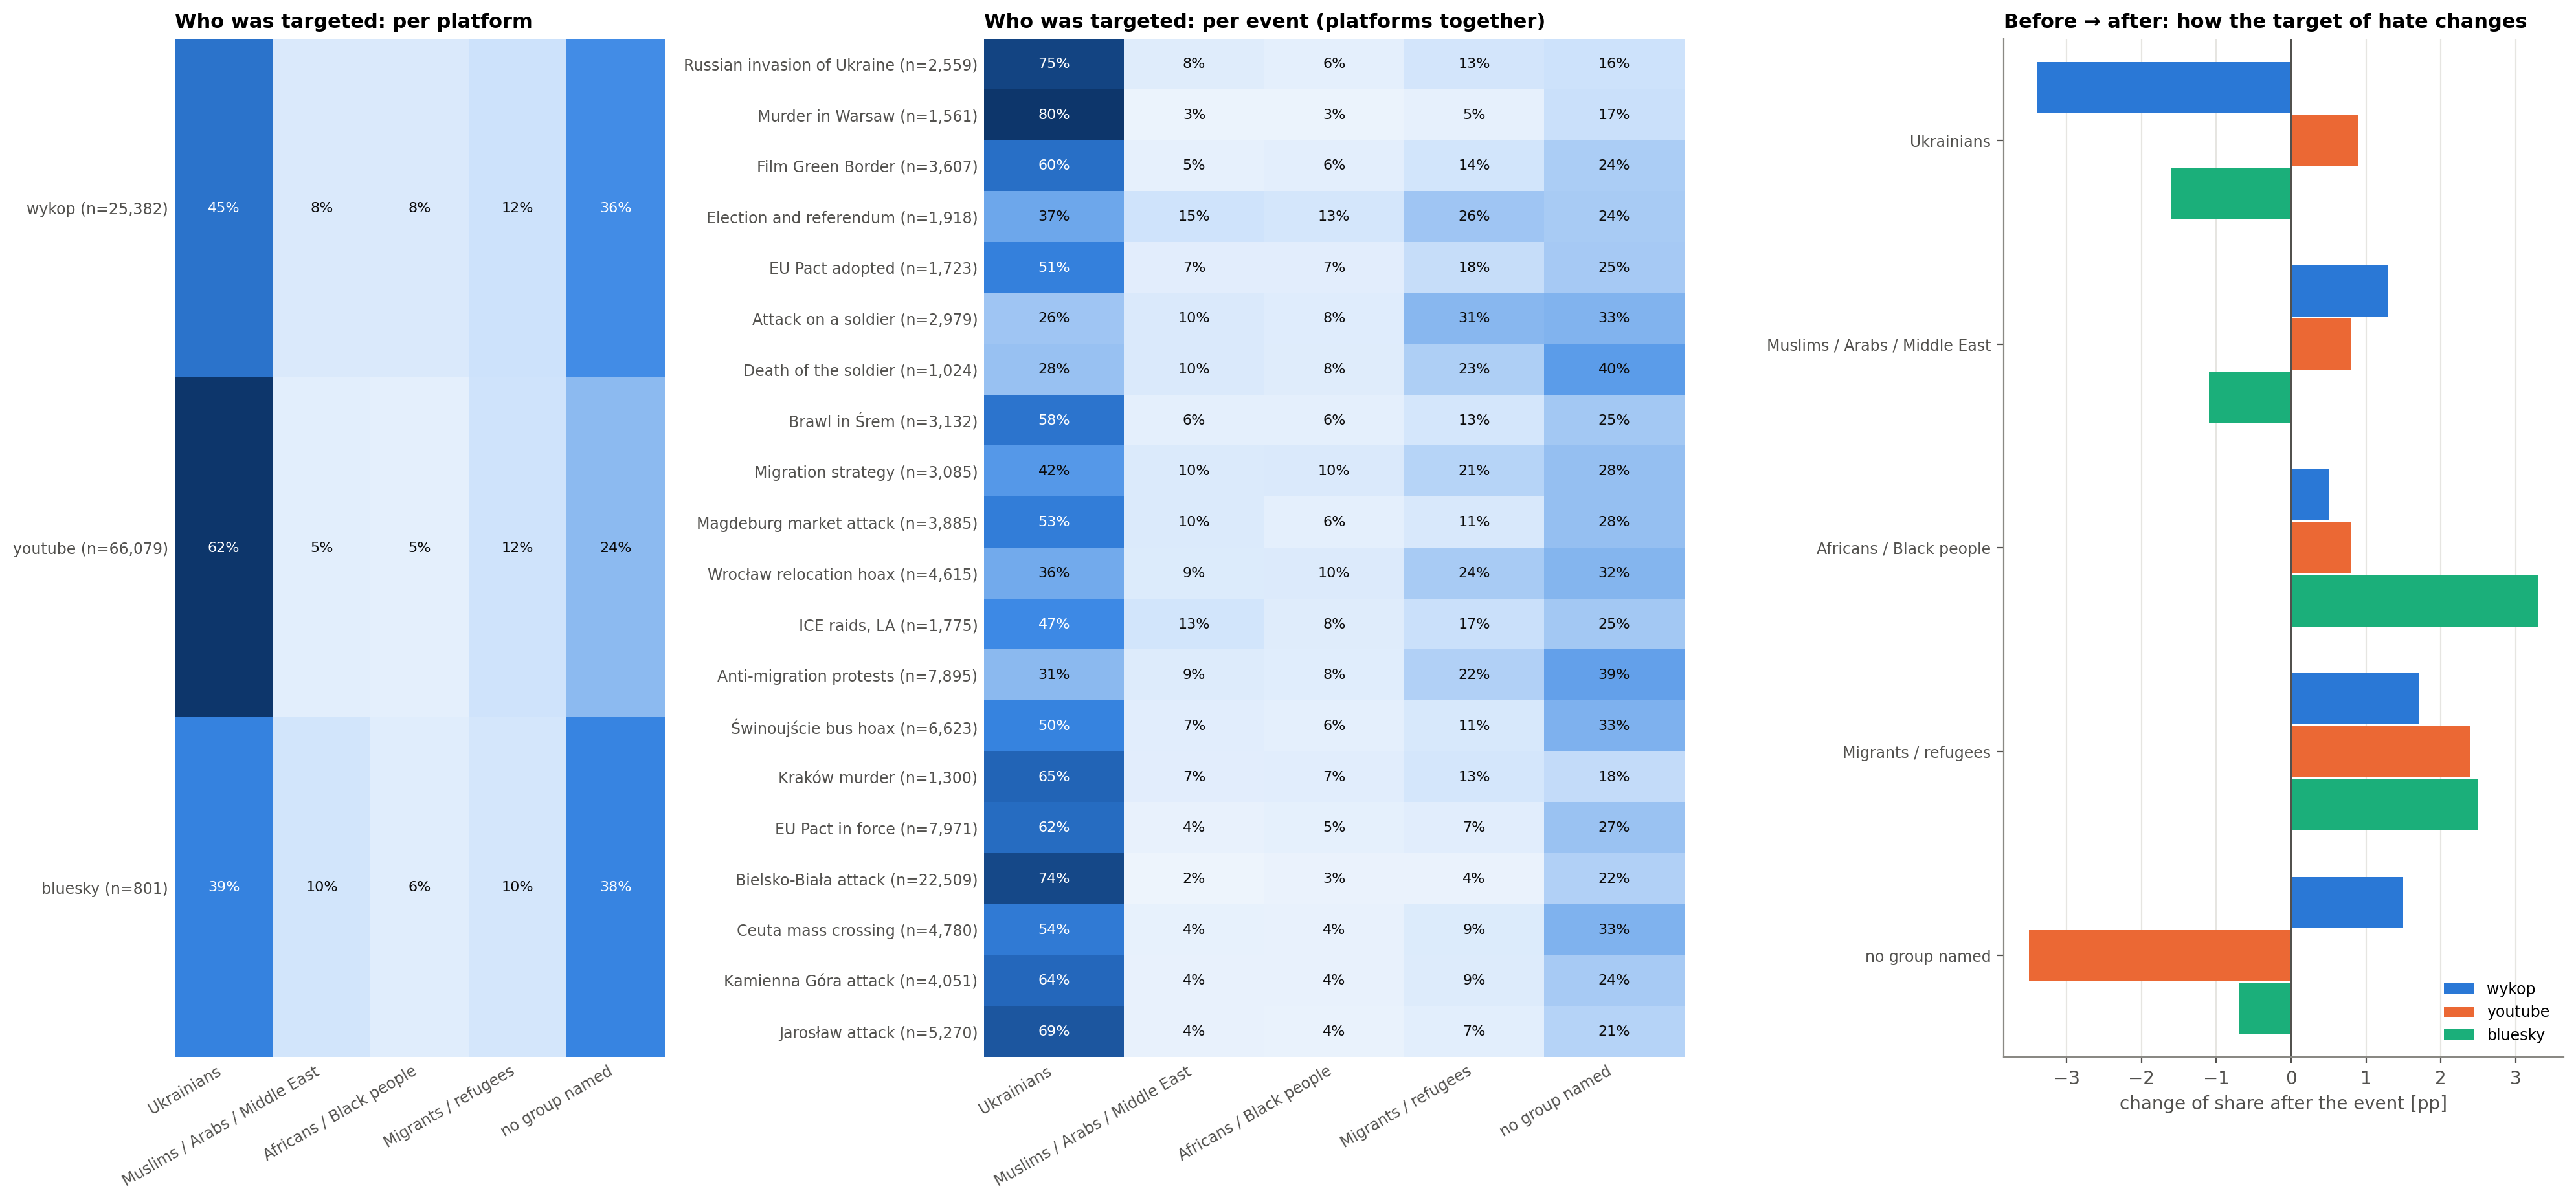 Who was targeted: per platform
wykop (n=25,382) 45% 8% 8% 12% 36%
youtube (n=66,079) 62% 5% 5% 12% 24%
bluesky (n=801) 39% 10% 6% 10% 38%
Ukrainians
Muslims / Arabs / Middle East
Africans / Black people
Migrants / refugees
no group named
Who was targeted: per event (platforms together)
Russian invasion of Ukraine (n=2,559) 75% 8% 6% 13% 16%
Murder in Warsaw (n=1,561) 80% 3% 3% 5% 17%
Film Green Border (n=3,607) 60% 5% 6% 14% 24%
Election and referendum (n=1,918) 37% 15% 13% 26% 24%
EU Pact adopted (n=1,723) 51% 7% 7% 18% 25%
Attack on a soldier (n=2,979) 26% 10% 8% 31% 33%
Death of the soldier (n=1,024) 28% 10% 8% 23% 40%
Brawl in Śrem (n=3,132) 58% 6% 6% 13% 25%
Migration strategy (n=3,085) 42% 10% 10% 21% 28%
Magdeburg market attack (n=3,885) 53% 10% 6% 11% 28%
Wrocław relocation hoax (n=4,615) 36% 9% 10% 24% 32%
ICE raids, LA (n=1,775) 47% 13% 8% 17% 25%
Anti-migration protests (n=7,895) 31% 9% 8% 22% 39%
Świnoujście bus hoax (n=6,623) 50% 7% 6% 11% 33%
Kraków murder (n=1,300) 65% 7% 7% 13% 18%
EU Pact in force (n=7,971) 62% 4% 5% 7% 27%
Bielsko-Biała attack (n=22,509) 74% 2% 3% 4% 22%
Ceuta mass crossing (n=4,780) 54% 4% 4% 9% 33%
Kamienna Góra attack (n=4,051) 64% 4% 4% 9% 24%
Jarosław attack (n=5,270) 69% 4% 4% 7% 21%
Ukrainians
Muslims / Arabs / Middle East
Africans / Black people
Migrants / refugees
no group named
Before → after: how the target of hate changes
Ukrainians
Muslims / Arabs / Middle East
Africans / Black people
Migrants / refugees
no group named
wykop
youtube
bluesky
−3 −2 −1 0 1 2 3
change of share after the event [pp]